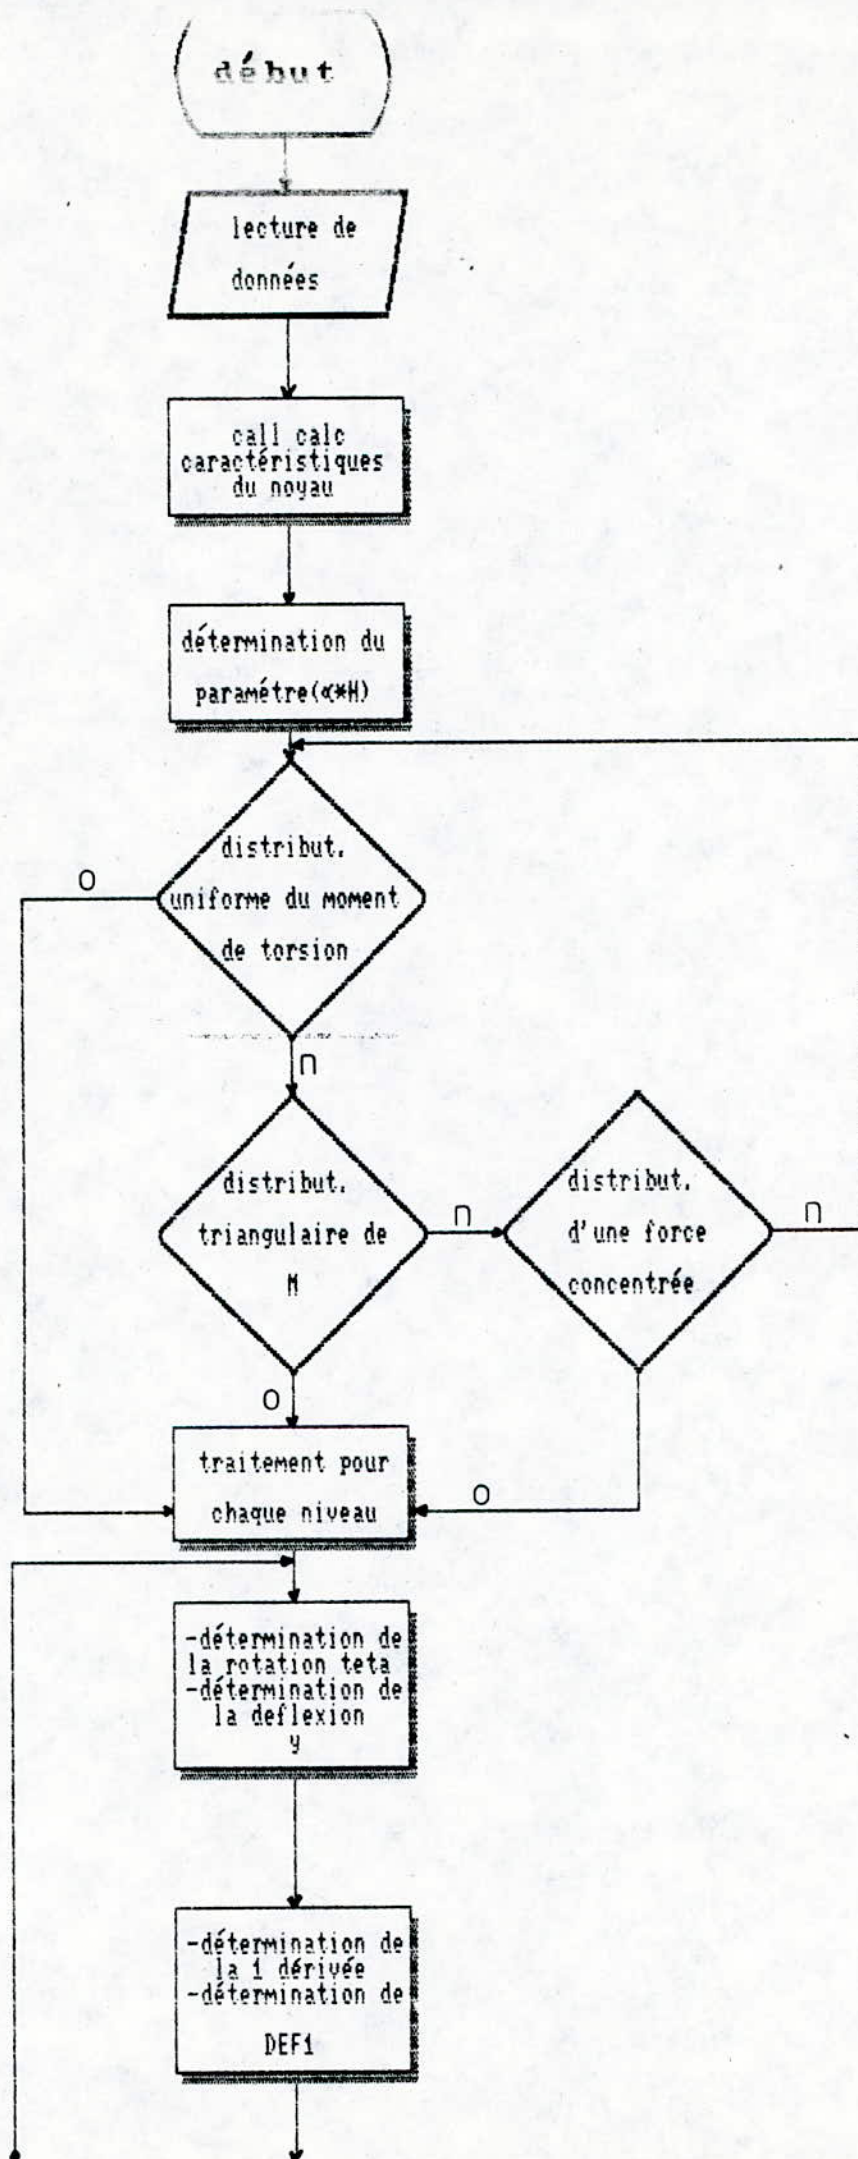 début
lecture de
données
call calc
caractéristiques
du noyau
détermination du
paramétre(α*H)
distribut.
uniforme du moment
de torsion
O
n
distribut.
triangulaire de
M
n
distribut.
d'une force
concentrée
n
O
traitement pour
chaque niveau
O
-détermination de
la rotation teta
-détermination de
la deflexion
y
-détermination de
la 1 dérivée
-détermination de
DEF1